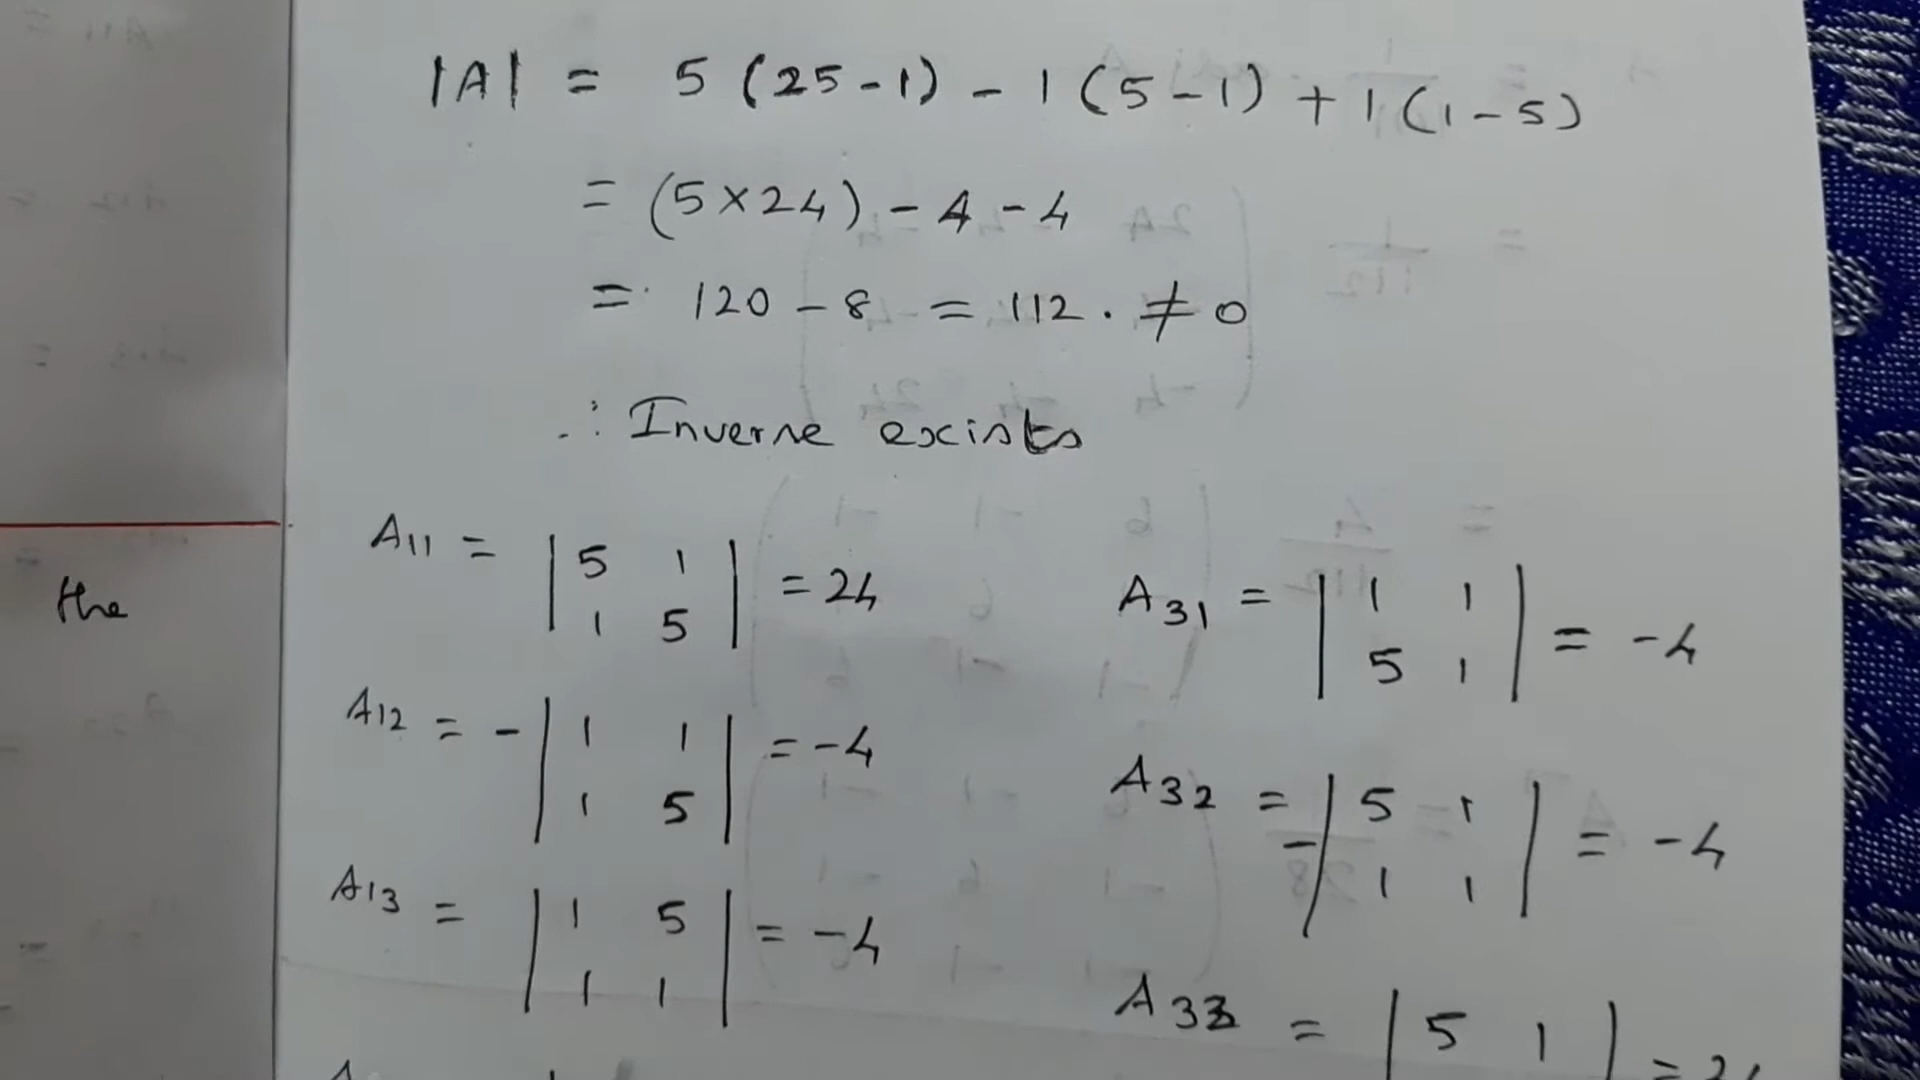 |A| = 5 (25-1) - 1 (5-1) + 1 (1-5)
= (5×24) - 4 - 4
= 120 - 8 = 112. ≠ 0
∴ Inverse exists
the
A11 = | 5 1 | = 24
| 1 5 |
A12 = - | 1 1 | = -4
| 1 5 |
A13 = | 1 5 | = -4
| 1 1 |
A31 = | 1 1 | = -4
| 5 1 |
A32 = - | 5 1 | = -4
| 1 1 |
A33 = | 5 1 |